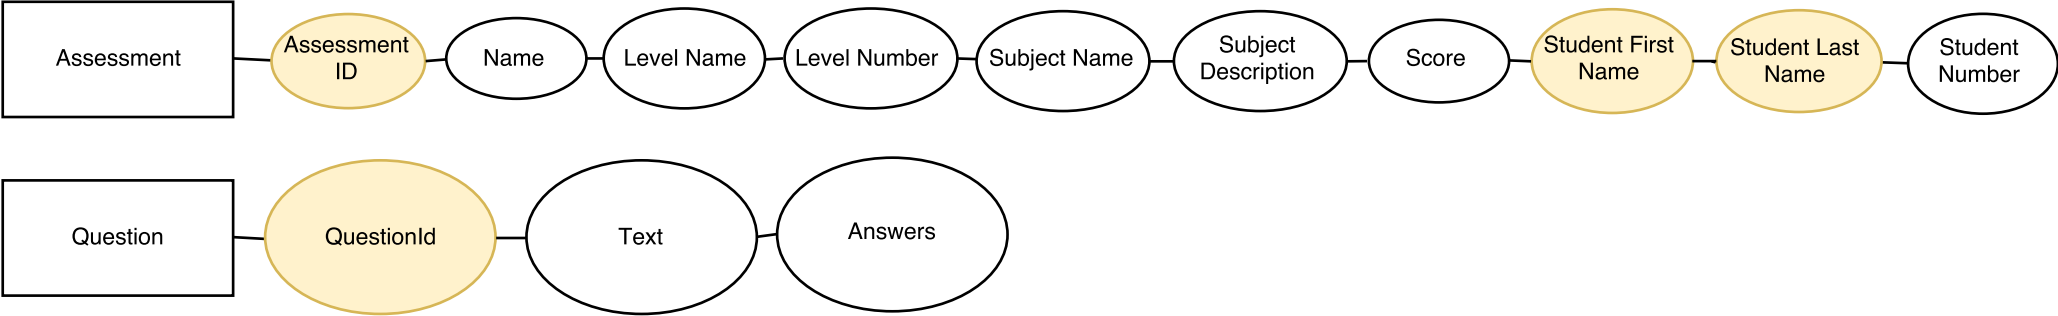 Assessment
Assessment
ID
Name
Level Name
Level Number
Subject Name
Subject
Description
Score
Student First
Name
Student Last
Name
Student
Number
Question
QuestionId
Text
Answers